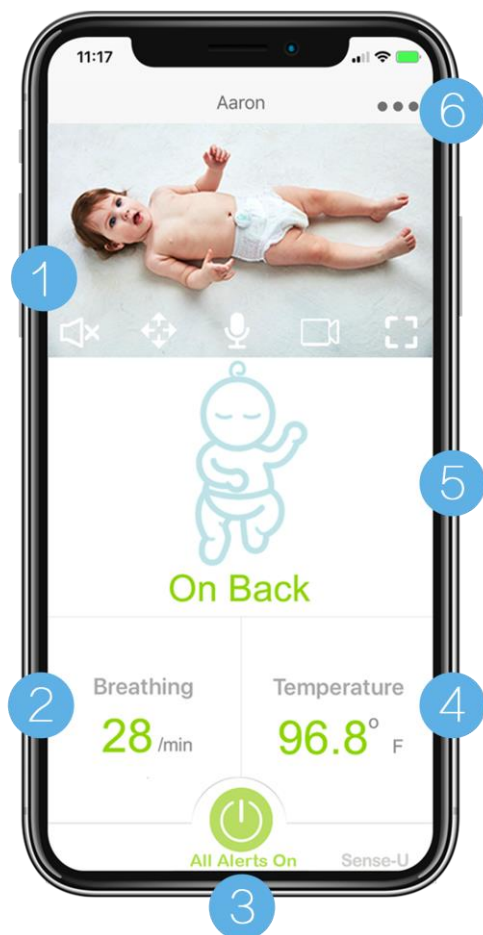 11:17
Aaron
6
1
5
On Back
Breathing
Temperature
2
28 /min
96.8° F
4
All Alerts On
Sense-U
3